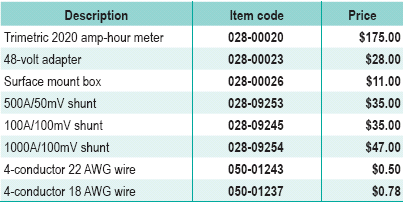 Description Item code Price
Trimetric 2020 amp-hour meter 028-00020 $175.00
48-volt adapter 028-00023 $28.00
Surface mount box 028-00026 $11.00
500A/50mV shunt 028-09253 $35.00
100A/100mV shunt 028-09245 $35.00
1000A/100mV shunt 028-09254 $47.00
4-conductor 22 AWG wire 050-01243 $0.50
4-conductor 18 AWG wire 050-01237 $0.78